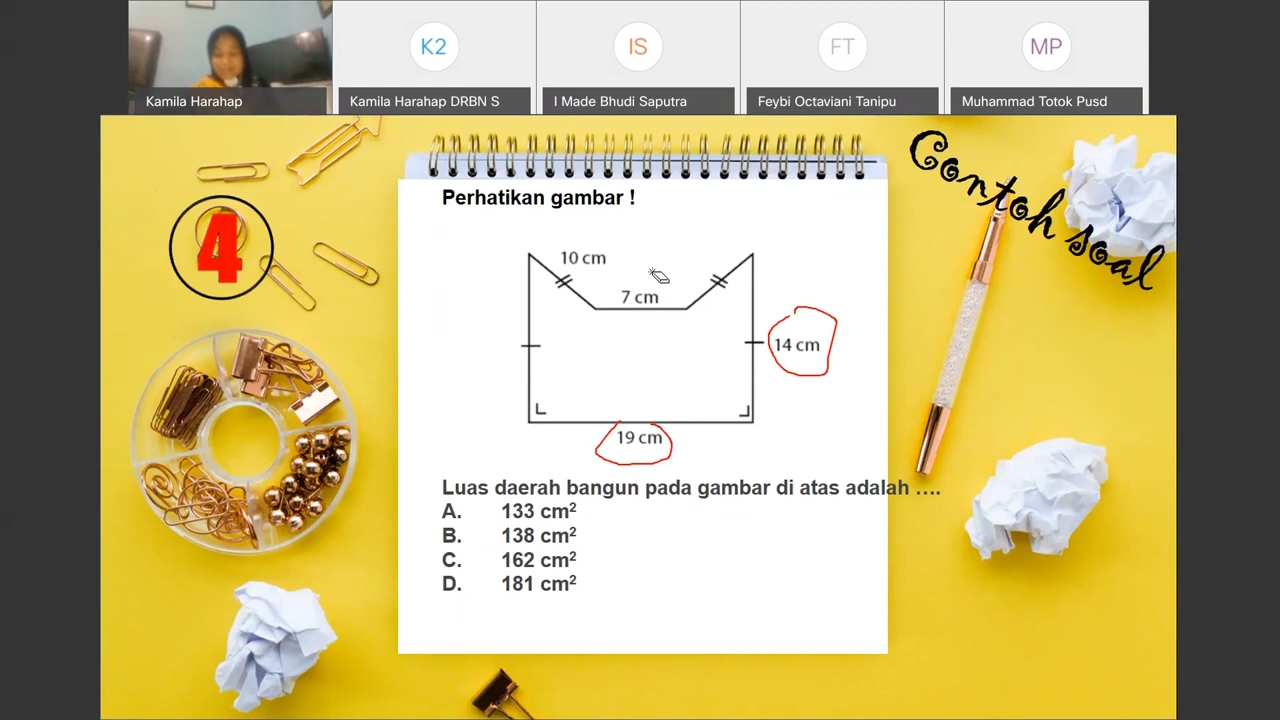 K2
IS
FT
MP
Kamila Harahap
Kamila Harahap DRBN S
I Made Bhudi Saputra
Feybi Octaviani Tanipu
Muhammad Totok Pusd
Contoh soal
4
Perhatikan gambar !
10 cm
7 cm
14 cm
19 cm
Luas daerah bangun pada gambar di atas adalah ....
A. 133 cm²
B. 138 cm²
C. 162 cm²
D. 181 cm²